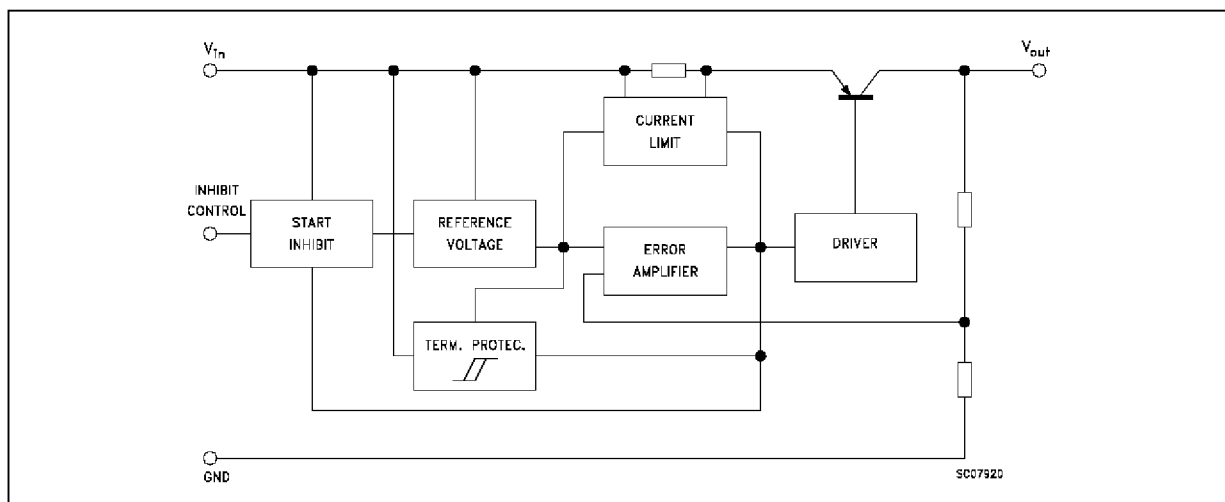 Vin
Vout
CURRENT
LIMIT
INHIBIT
CONTROL
START
INHIBIT
REFERENCE
VOLTAGE
ERROR
AMPLIFIER
DRIVER
TERM. PROTEC.
GND
SC07920